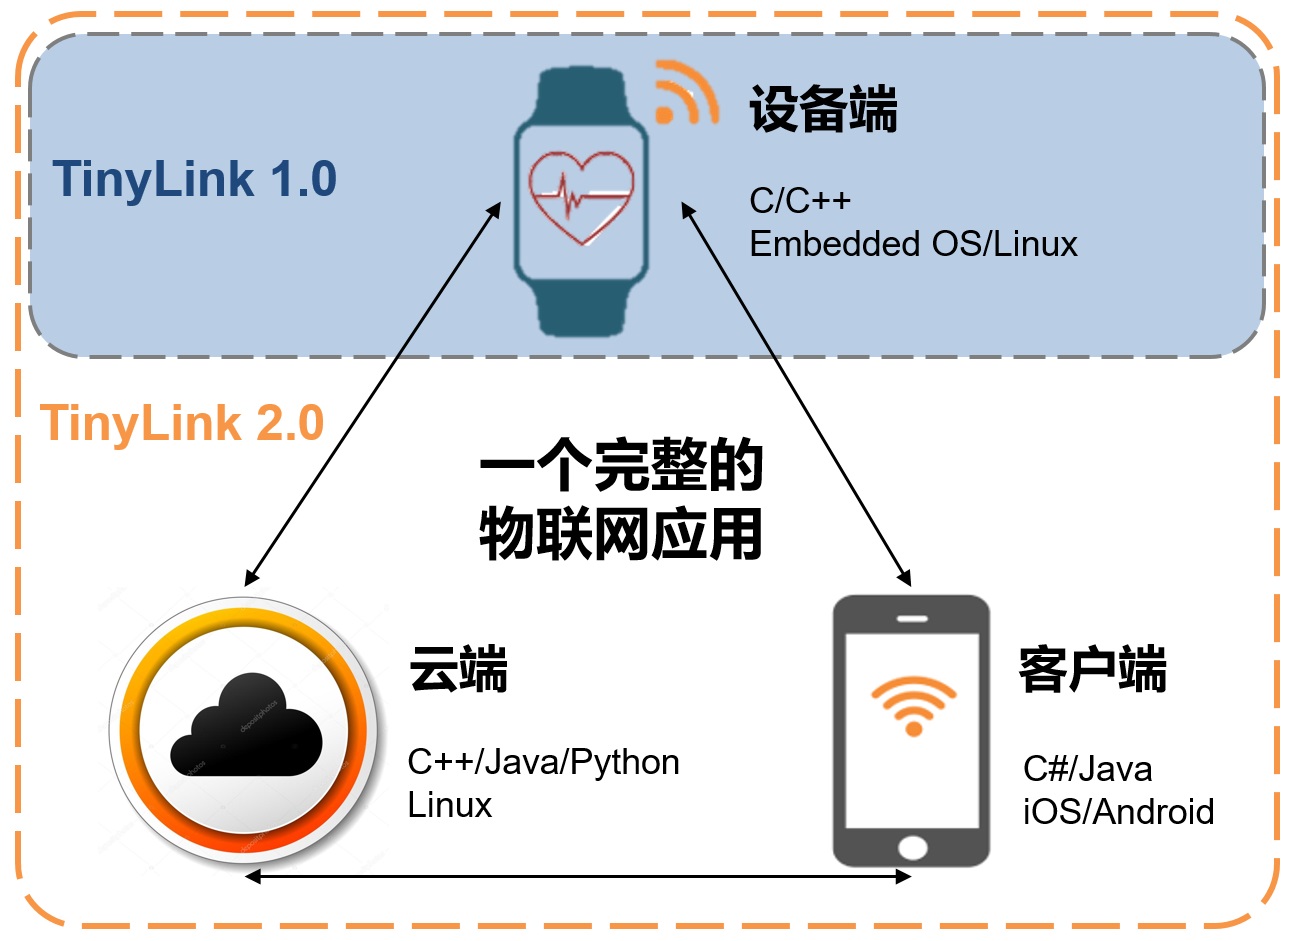 设备端
TinyLink 1.0
C/C++
Embedded OS/Linux
TinyLink 2.0
一个完整的
物联网应用
云端
客户端
depositphotos
C++/Java/Python
Linux
C#/Java
iOS/Android